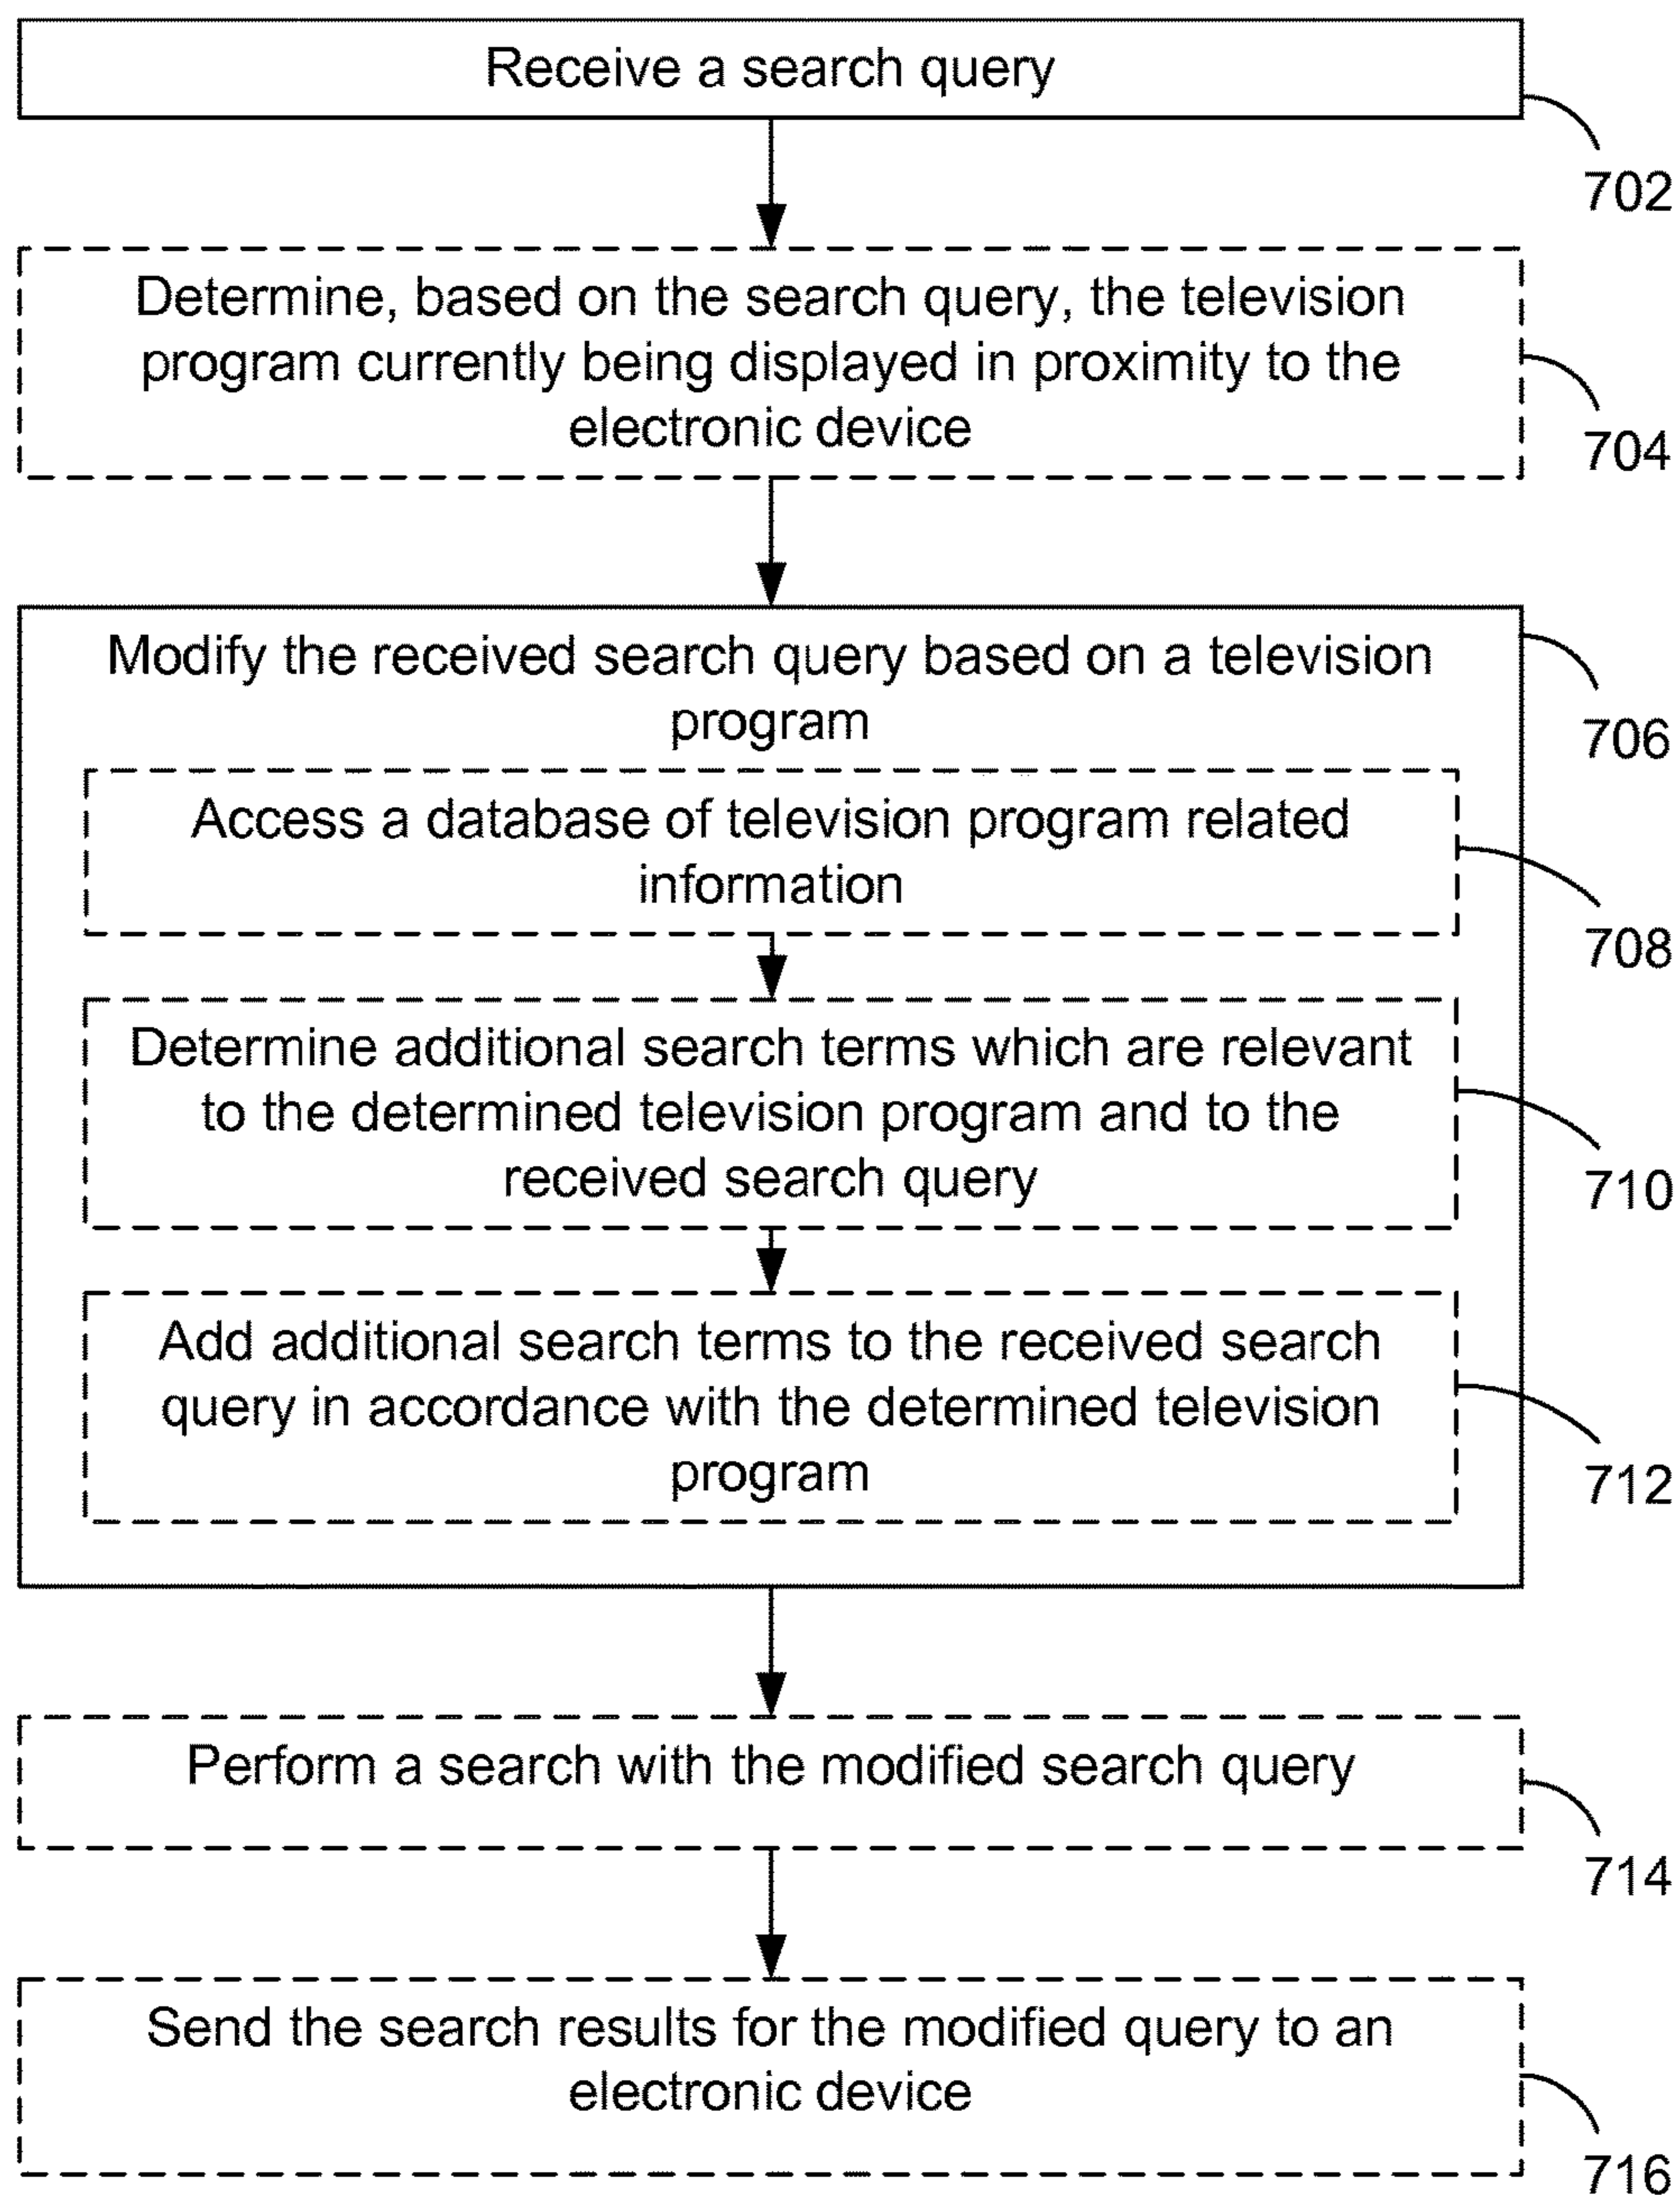 Receive a search query
702
Determine, based on the search query, the television
program currently being displayed in proximity to the
electronic device
704
Modify the received search query based on a television
program
706
Access a database of television program related
information
708
Determine additional search terms which are relevant
to the determined television program and to the
received search query
710
Add additional search terms to the received search
query in accordance with the determined television
program
712
Perform a search with the modified search query
714
Send the search results for the modified query to an
electronic device
716